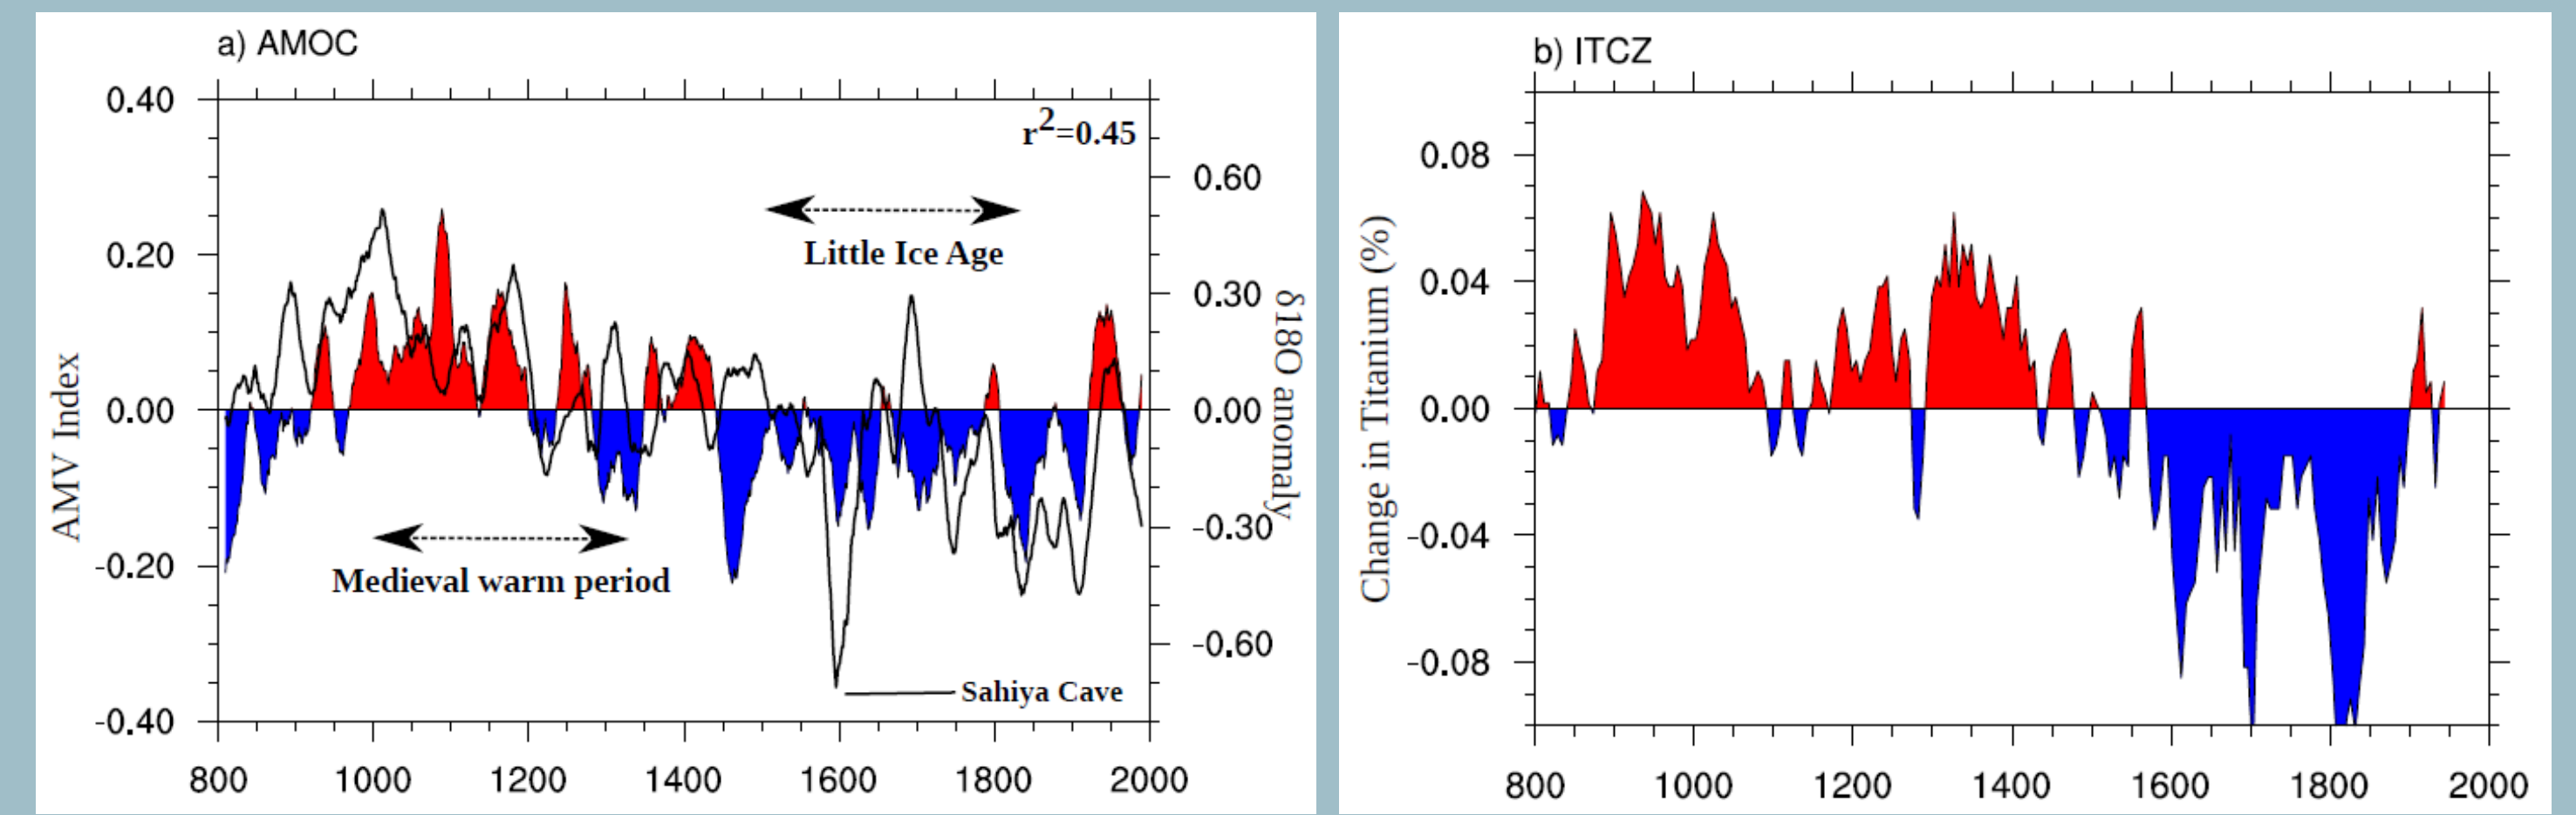 a) AMOC
0.40
0.20
0.00
-0.20
-0.40
AMV Index
r2=0.45
Little Ice Age
Medieval warm period
Sahiya Cave
0.60
0.30
0.00
-0.30
-0.60
δ18O anomaly
800 1000 1200 1400 1600 1800 2000
b) ITCZ
0.08
0.04
0.00
-0.04
-0.08
Change in Titanium (%)
800 1000 1200 1400 1600 1800 2000